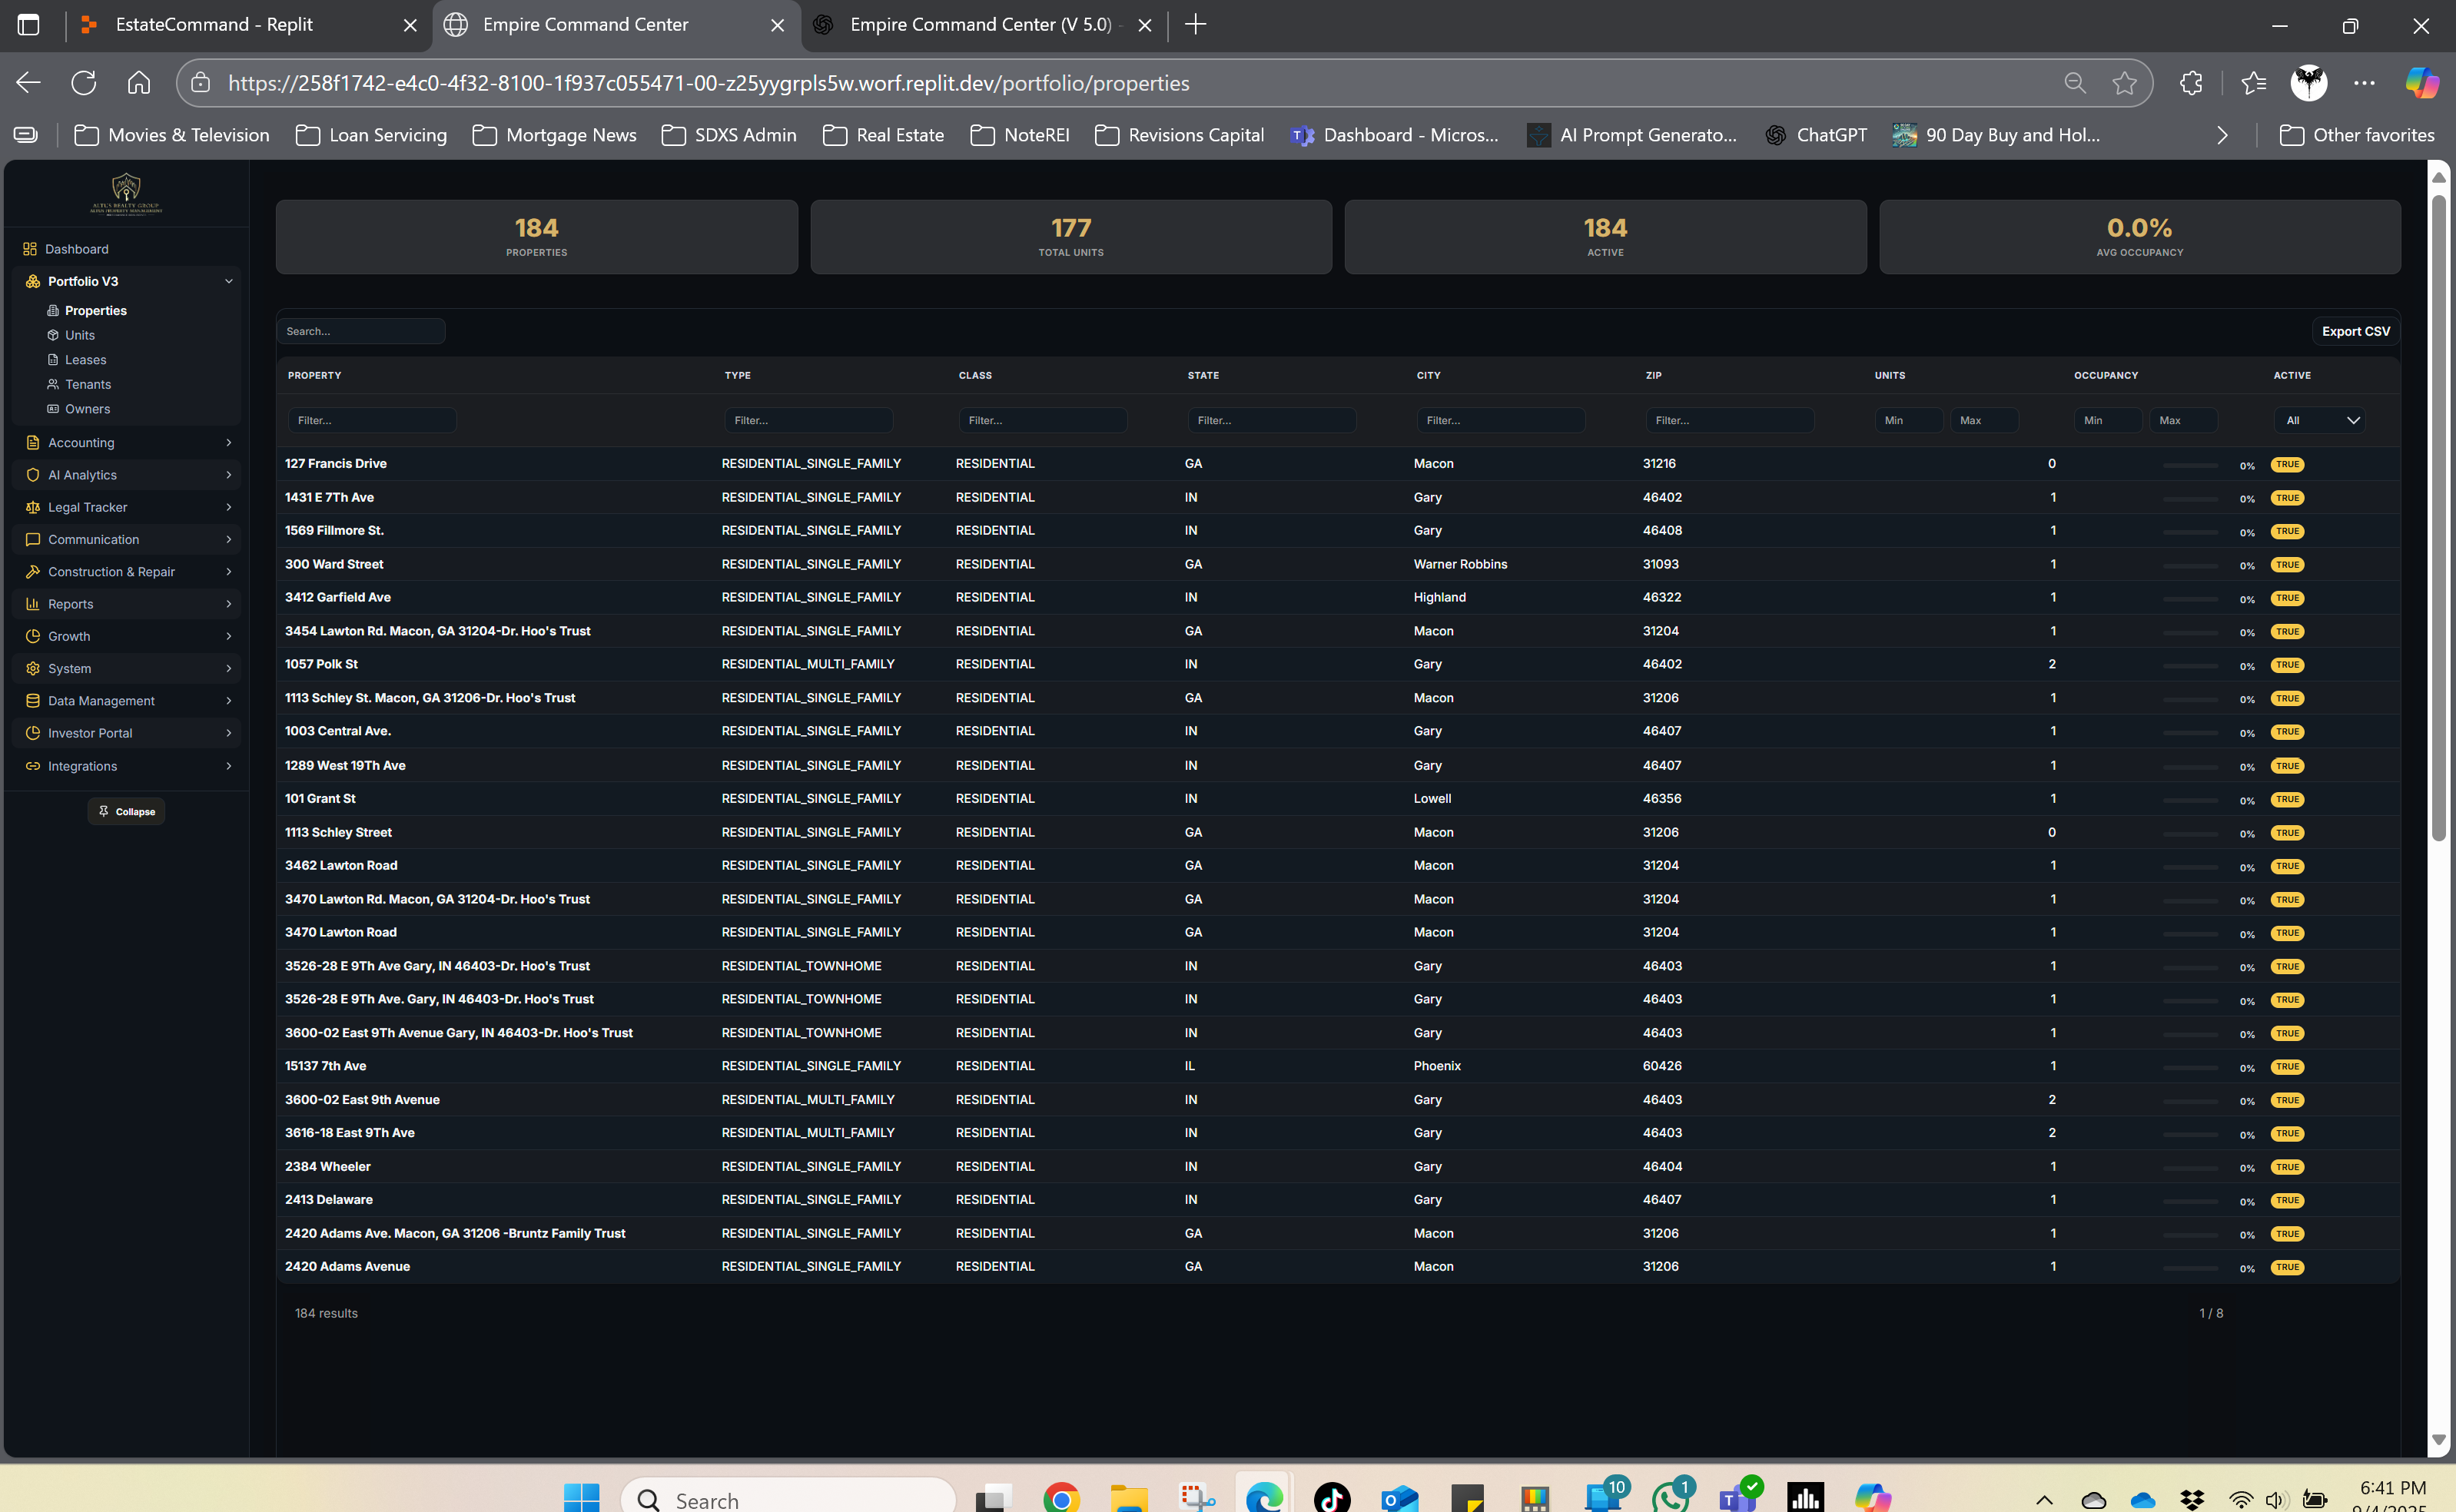 EstateCommand - Replit
Empire Command Center
Empire Command Center (V 5.0) -
https://258f1742-e4c0-4f32-8100-1f937c055471-00-z25yygrpls5w.worf.replit.dev/portfolio/properties
Movies & Television Loan Servicing Mortgage News SDXS Admin Real Estate NoteREI Revisions Capital Dashboard - Micros... AI Prompt Generato... ChatGPT 90 Day Buy and Hol... Other favorites
ALTUS REALTY GROUP
Dashboard
Portfolio V3
Properties
Units
Leases
Tenants
Owners
Accounting
AI Analytics
Legal Tracker
Communication
Construction & Repair
Reports
Growth
System
Data Management
Investor Portal
Integrations
Collapse
184 177 184 0.0%
PROPERTIES TOTAL UNITS ACTIVE AVG OCCUPANCY
Search... Export CSV
PROPERTY TYPE CLASS STATE CITY ZIP UNITS OCCUPANCY ACTIVE
Filter... Filter... Filter... Filter... Filter... Filter... Min Max Min Max All
127 Francis Drive RESIDENTIAL_SINGLE_FAMILY RESIDENTIAL GA Macon 31216 0 0% TRUE
1431 E 7Th Ave RESIDENTIAL_SINGLE_FAMILY RESIDENTIAL IN Gary 46402 1 0% TRUE
1569 Fillmore St. RESIDENTIAL_SINGLE_FAMILY RESIDENTIAL IN Gary 46408 1 0% TRUE
300 Ward Street RESIDENTIAL_SINGLE_FAMILY RESIDENTIAL GA Warner Robbins 31093 1 0% TRUE
3412 Garfield Ave RESIDENTIAL_SINGLE_FAMILY RESIDENTIAL IN Highland 46322 1 0% TRUE
3454 Lawton Rd. Macon, GA 31204-Dr. Hoo's Trust RESIDENTIAL_SINGLE_FAMILY RESIDENTIAL GA Macon 31204 1 0% TRUE
1057 Polk St RESIDENTIAL_MULTI_FAMILY RESIDENTIAL IN Gary 46402 2 0% TRUE
1113 Schley St. Macon, GA 31206-Dr. Hoo's Trust RESIDENTIAL_SINGLE_FAMILY RESIDENTIAL GA Macon 31206 1 0% TRUE
1003 Central Ave. RESIDENTIAL_SINGLE_FAMILY RESIDENTIAL IN Gary 46407 1 0% TRUE
1289 West 19Th Ave RESIDENTIAL_SINGLE_FAMILY RESIDENTIAL IN Gary 46407 1 0% TRUE
101 Grant St RESIDENTIAL_SINGLE_FAMILY RESIDENTIAL IN Lowell 46356 1 0% TRUE
1113 Schley Street RESIDENTIAL_SINGLE_FAMILY RESIDENTIAL GA Macon 31206 0 0% TRUE
3462 Lawton Road RESIDENTIAL_SINGLE_FAMILY RESIDENTIAL GA Macon 31204 1 0% TRUE
3470 Lawton Rd. Macon, GA 31204-Dr. Hoo's Trust RESIDENTIAL_SINGLE_FAMILY RESIDENTIAL GA Macon 31204 1 0% TRUE
3470 Lawton Road RESIDENTIAL_SINGLE_FAMILY RESIDENTIAL GA Macon 31204 1 0% TRUE
3526-28 E 9Th Ave Gary, IN 46403-Dr. Hoo's Trust RESIDENTIAL_TOWNHOME RESIDENTIAL IN Gary 46403 1 0% TRUE
3526-28 E 9Th Ave. Gary, IN 46403-Dr. Hoo's Trust RESIDENTIAL_TOWNHOME RESIDENTIAL IN Gary 46403 1 0% TRUE
3600-02 East 9Th Avenue Gary, IN 46403-Dr. Hoo's Trust RESIDENTIAL_TOWNHOME RESIDENTIAL IN Gary 46403 1 0% TRUE
15137 7th Ave RESIDENTIAL_SINGLE_FAMILY RESIDENTIAL IL Phoenix 60426 1 0% TRUE
3600-02 East 9th Avenue RESIDENTIAL_MULTI_FAMILY RESIDENTIAL IN Gary 46403 2 0% TRUE
3616-18 East 9Th Ave RESIDENTIAL_MULTI_FAMILY RESIDENTIAL IN Gary 46403 2 0% TRUE
2384 Wheeler RESIDENTIAL_SINGLE_FAMILY RESIDENTIAL IN Gary 46404 1 0% TRUE
2413 Delaware RESIDENTIAL_SINGLE_FAMILY RESIDENTIAL IN Gary 46407 1 0% TRUE
2420 Adams Ave. Macon, GA 31206 -Bruntz Family Trust RESIDENTIAL_SINGLE_FAMILY RESIDENTIAL GA Macon 31206 1 0% TRUE
2420 Adams Avenue RESIDENTIAL_SINGLE_FAMILY RESIDENTIAL GA Macon 31206 1 0% TRUE
184 results 1 / 8
Search 10 1 6:41 PM
9/4/2025